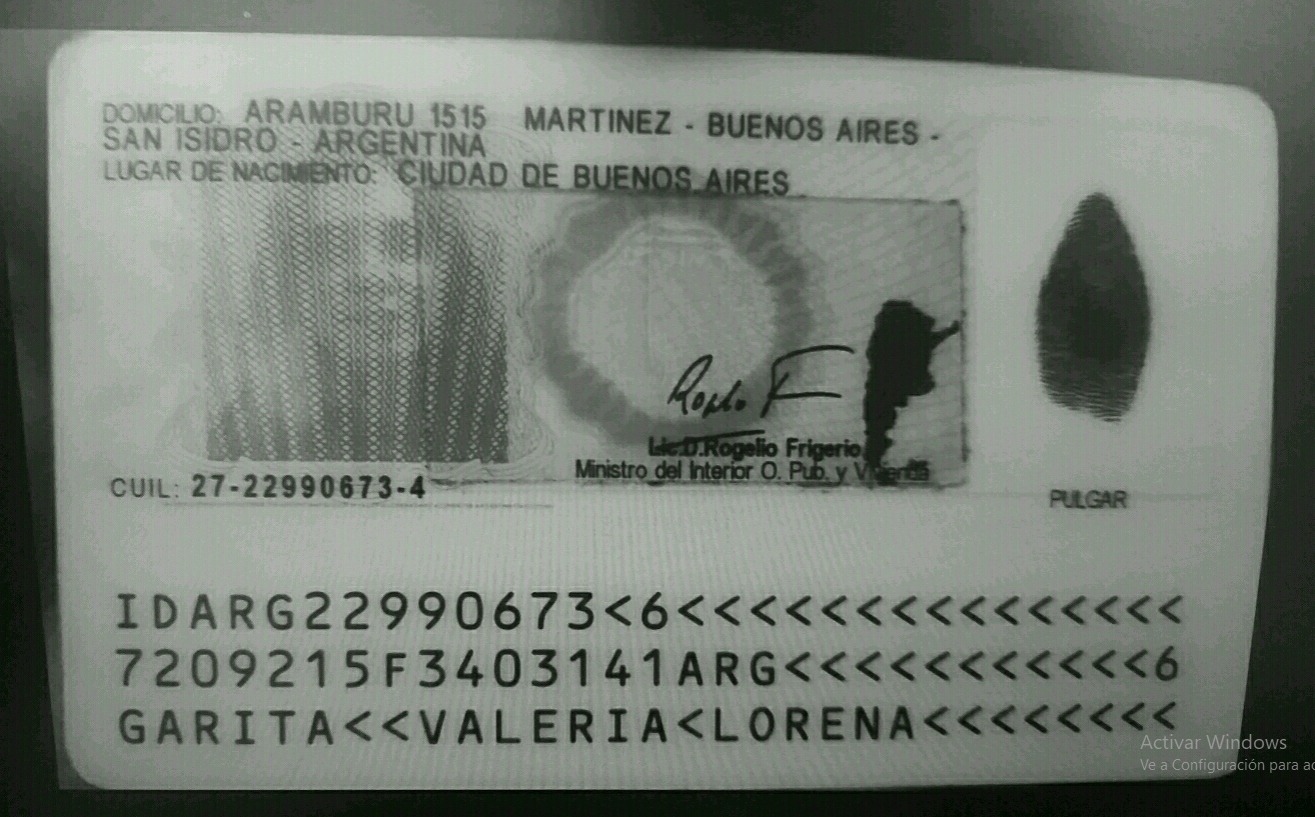 DOMICILIO: ARAMBURU 1515 MARTINEZ - BUENOS AIRES -
SAN ISIDRO - ARGENTINA
LUGAR DE NACIMIENTO: CIUDAD DE BUENOS AIRES
Lic.D.Rogelio Frigerio
Ministro del Interior O. Pub. y Vivienda
CUIL: 27-22990673-4
PULGAR
IDARG22990673<6<<<<<<<<<<<<<<<
7209215F3403141ARG<<<<<<<<<<<6
GARITA<<VALERIA<LORENA<<<<<<<<
Activar Windows
Ve a Configuración para